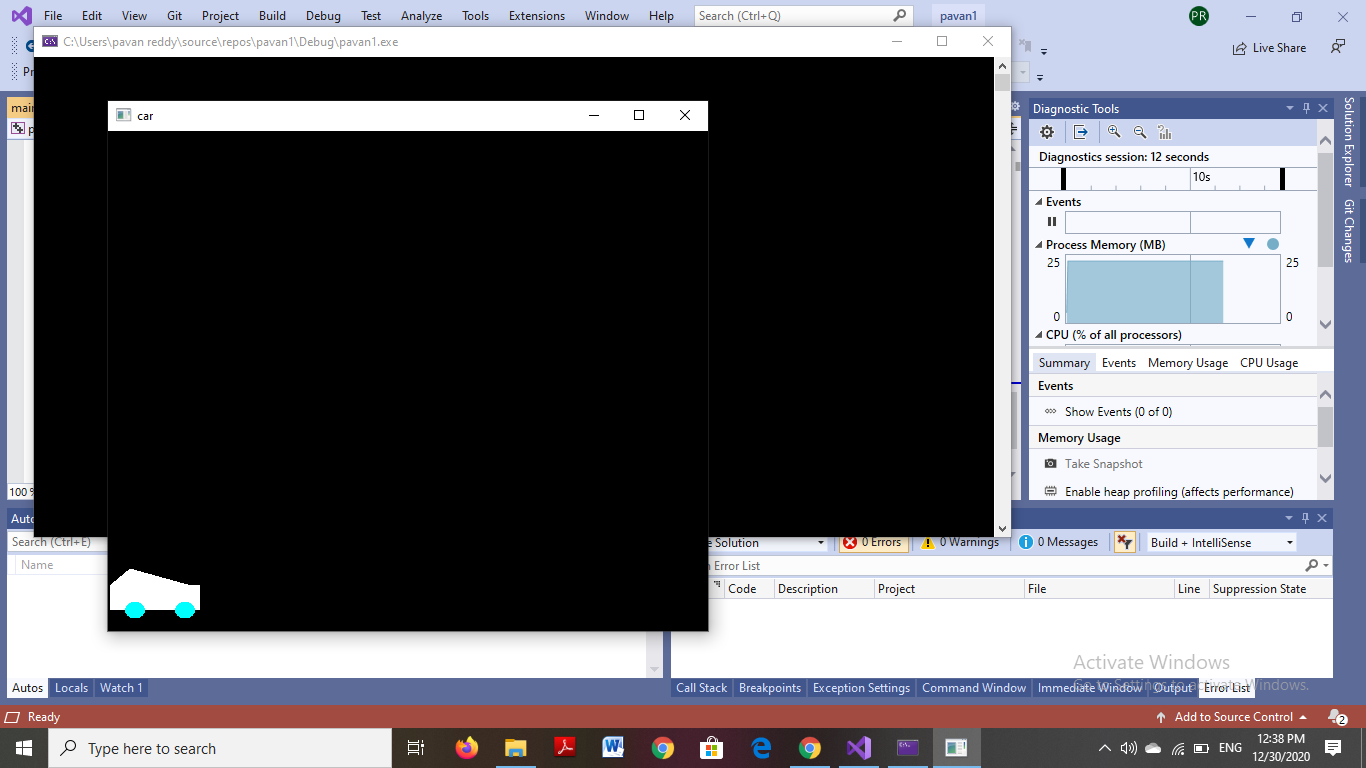 File Edit View Git Project Build Debug Test Analyze Tools Extensions Window Help Search (Ctrl+Q) pavan1 PR
C:\Users\pavan reddy\source\repos\pavan1\Debug\pavan1.exe
Live Share
car
Diagnostic Tools
Diagnostics session: 12 seconds
10s
Events
Process Memory (MB)
25 25
0 0
CPU (% of all processors)
Summary Events Memory Usage CPU Usage
Events
Show Events (0 of 0)
Memory Usage
Take Snapshot
Enable heap profiling (affects performance)
Solution Explorer
Git Changes
100 %
Search (Ctrl+E)
Name
Solution 0 Errors 0 Warnings 0 Messages Build + IntelliSense
Error List
Code Description Project File Line Suppression State
Activate Windows
Go to Settings to activate Windows.
Autos Locals Watch 1
Call Stack Breakpoints Exception Settings Command Window Immediate Window Output Error List
Ready
Add to Source Control 2
Type here to search
ENG
12:38 PM
12/30/2020